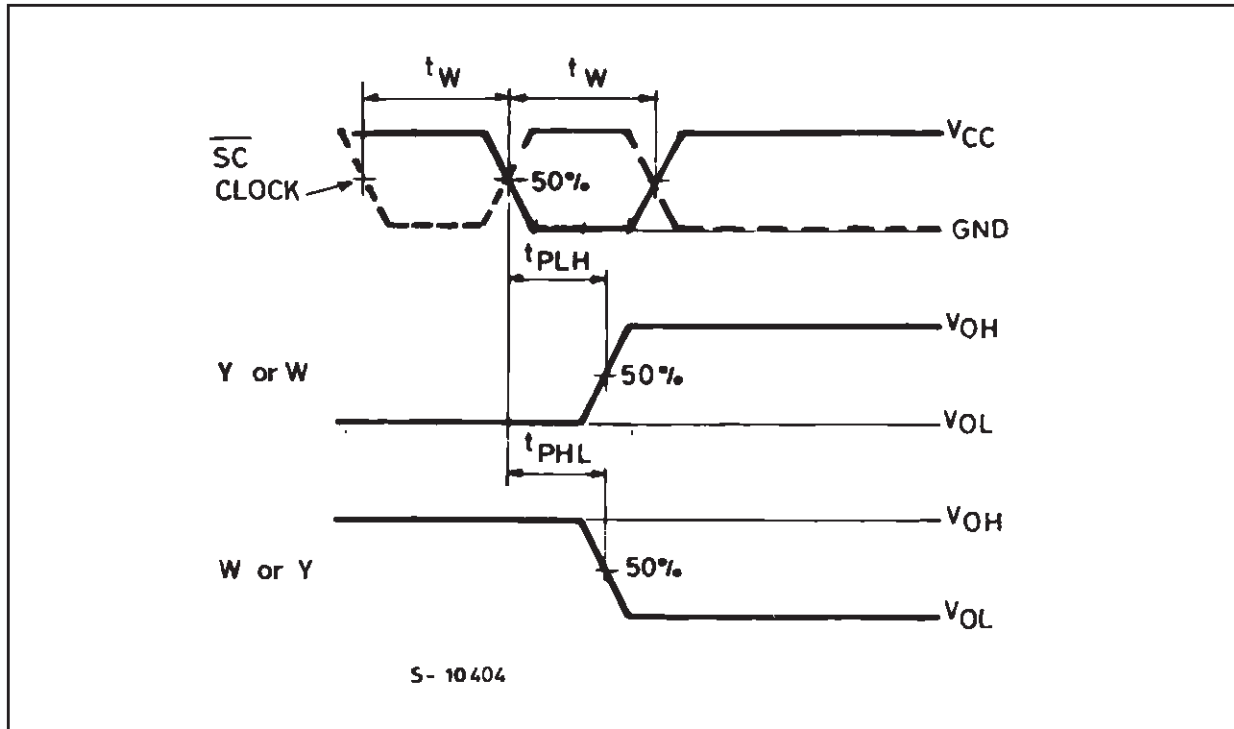 tW tW
SC
CLOCK
50%
VCC
GND
tPLH
Y or W
50%
VOH
VOL
tPHL
W or Y
50%
VOH
VOL
S-10404